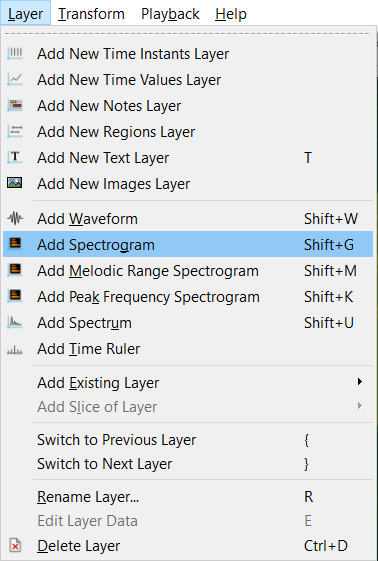 Layer Transform Playback Help
Add New Time Instants Layer
Add New Time Values Layer
Add New Notes Layer
Add New Regions Layer
Add New Text Layer T
Add New Images Layer
Add Waveform Shift+W
Add Spectrogram Shift+G
Add Melodic Range Spectrogram Shift+M
Add Peak Frequency Spectrogram Shift+K
Add Spectrum Shift+U
Add Time Ruler
Add Existing Layer
Add Slice of Layer
Switch to Previous Layer {
Switch to Next Layer }
Rename Layer... R
Edit Layer Data E
Delete Layer Ctrl+D